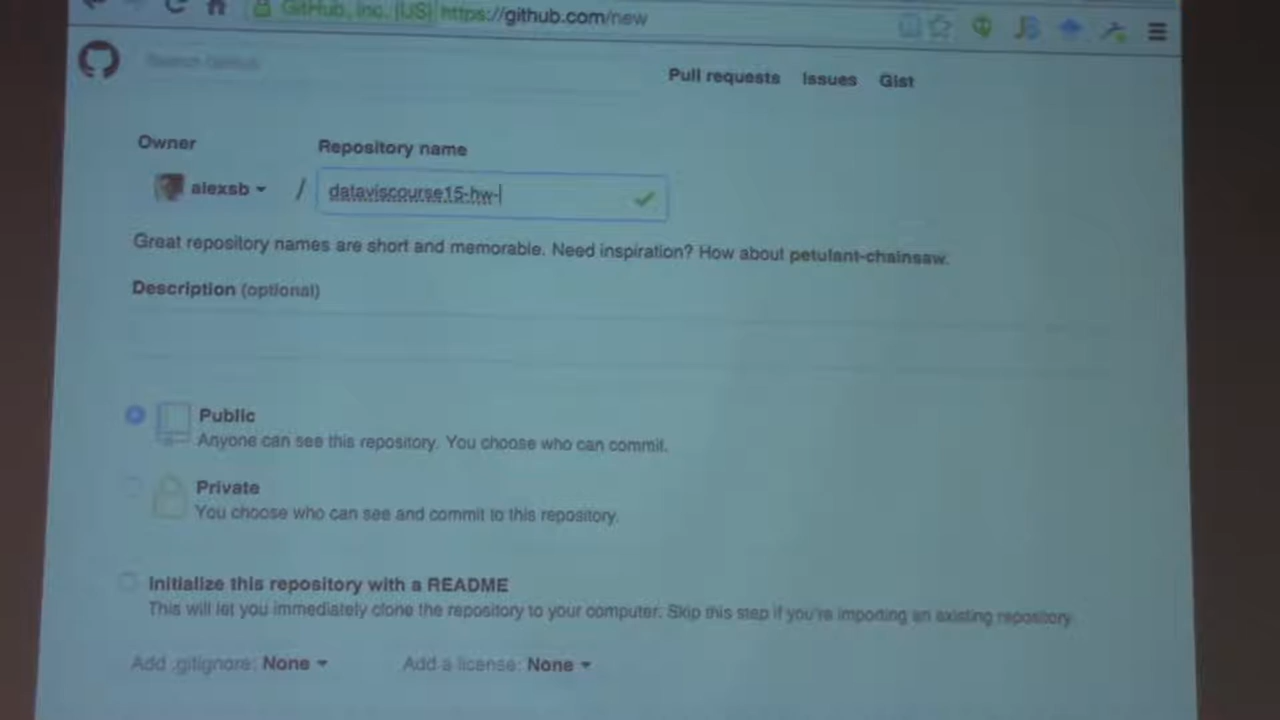 GitHub, Inc. [US] https://github.com/new
Search GitHub
Pull requests Issues Gist
Owner Repository name
alexsb / dataviscourse15-hw-
Great repository names are short and memorable. Need inspiration? How about petulant-chainsaw.
Description (optional)
Public
Anyone can see this repository. You choose who can commit.
Private
You choose who can see and commit to this repository.
Initialize this repository with a README
This will let you immediately clone the repository to your computer. Skip this step if you're importing an existing repository.
Add .gitignore: None Add a license: None